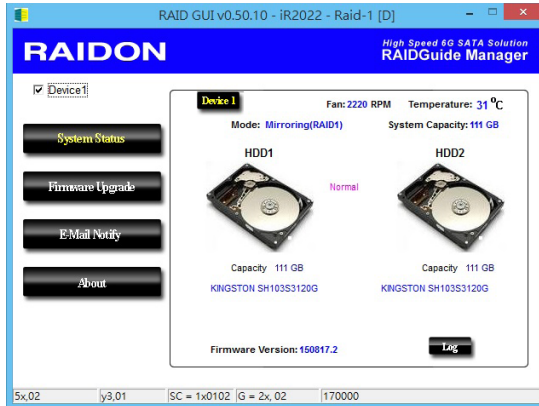 RAID GUI v0.50.10 - iR2022 - Raid-1 [D]
RAIDON
High Speed 6G SATA Solution
RAIDGuide Manager
Device1
System Status
Firmware Upgrade
E-Mail Notify
About
Device 1
Fan: 2220 RPM Temperature: 31 °C
Mode: Mirroring(RAID1) System Capacity: 111 GB
HDD1 HDD2
Normal
Capacity 111 GB Capacity 111 GB
KINGSTON SH103S3120G KINGSTON SH103S3120G
Firmware Version: 150817.2
Log
5x,02 y3,01 SC = 1x0102 G = 2x, 02 170000